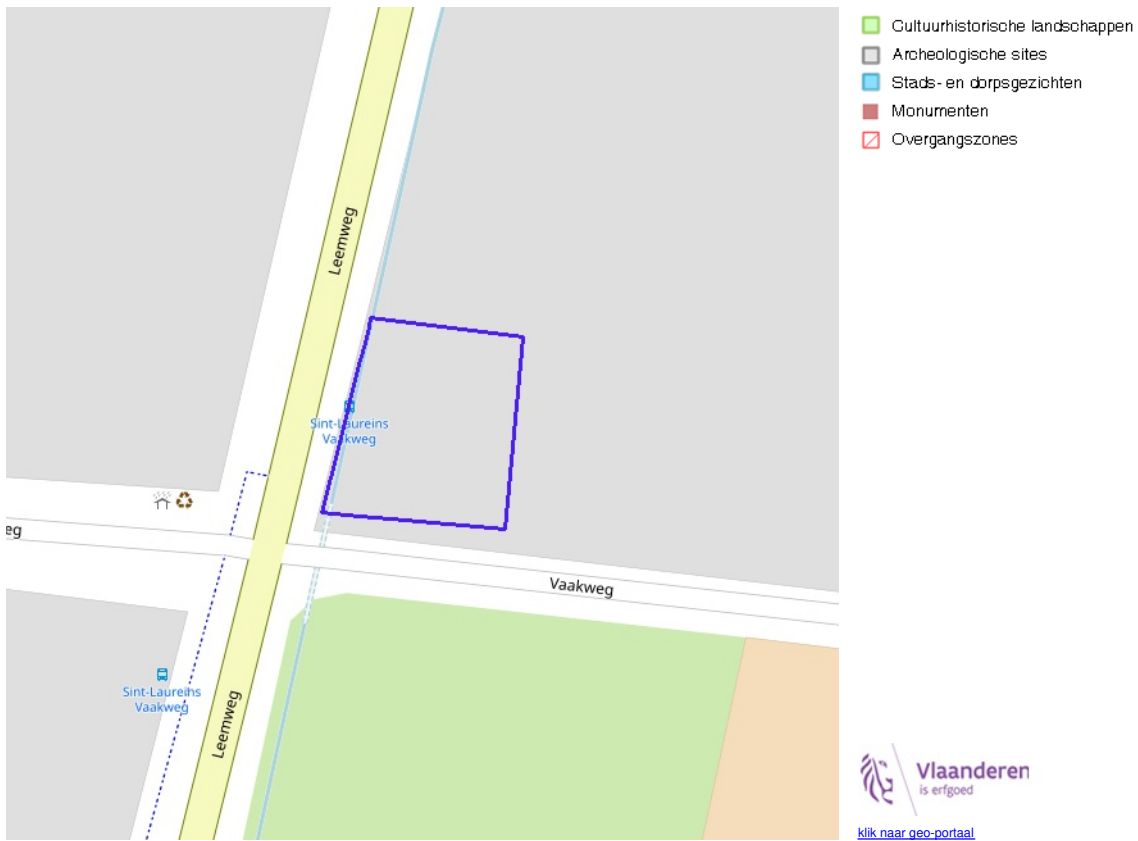 Leemweg
Sint-Laureins
Vaakweg
eg
Vaakweg
Sint-Laureins
Vaakweg
Leemweg
Cultuurhistorische landschappen
Archeologische sites
Stads- en dorpsgezichten
Monumenten
Overgangszones
Vlaanderen
is erfgoed
klik naar geo-portaal